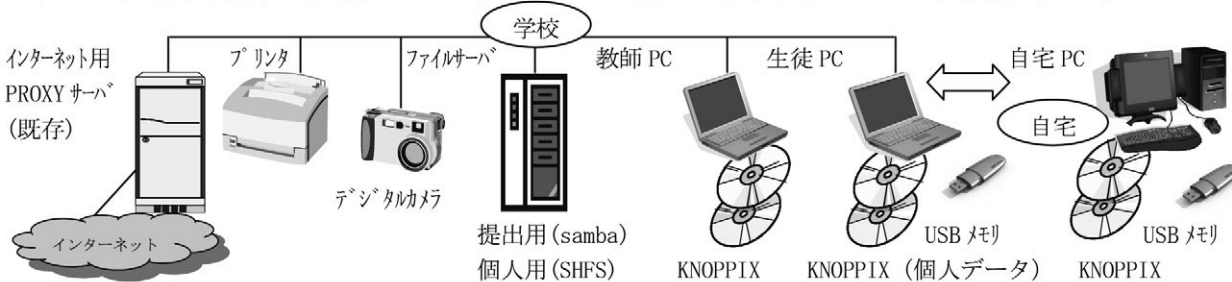 学校
インターネット用
PROXY サーバ
(既存)
プリンタ
ファイルサーバ
教師 PC
生徒 PC
自宅 PC
自宅
デジタルカメラ
インターネット
提出用(samba)
個人用(SHFS)
KNOPPIX
USB メモリ
KNOPPIX (個人データ)
USB メモリ
KNOPPIX